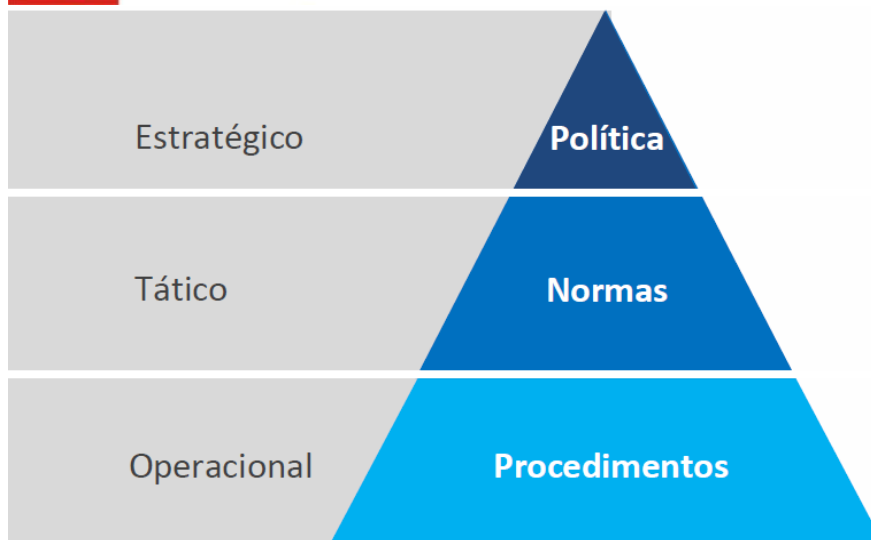 Estratégico
Política
Tático
Normas
Operacional
Procedimentos